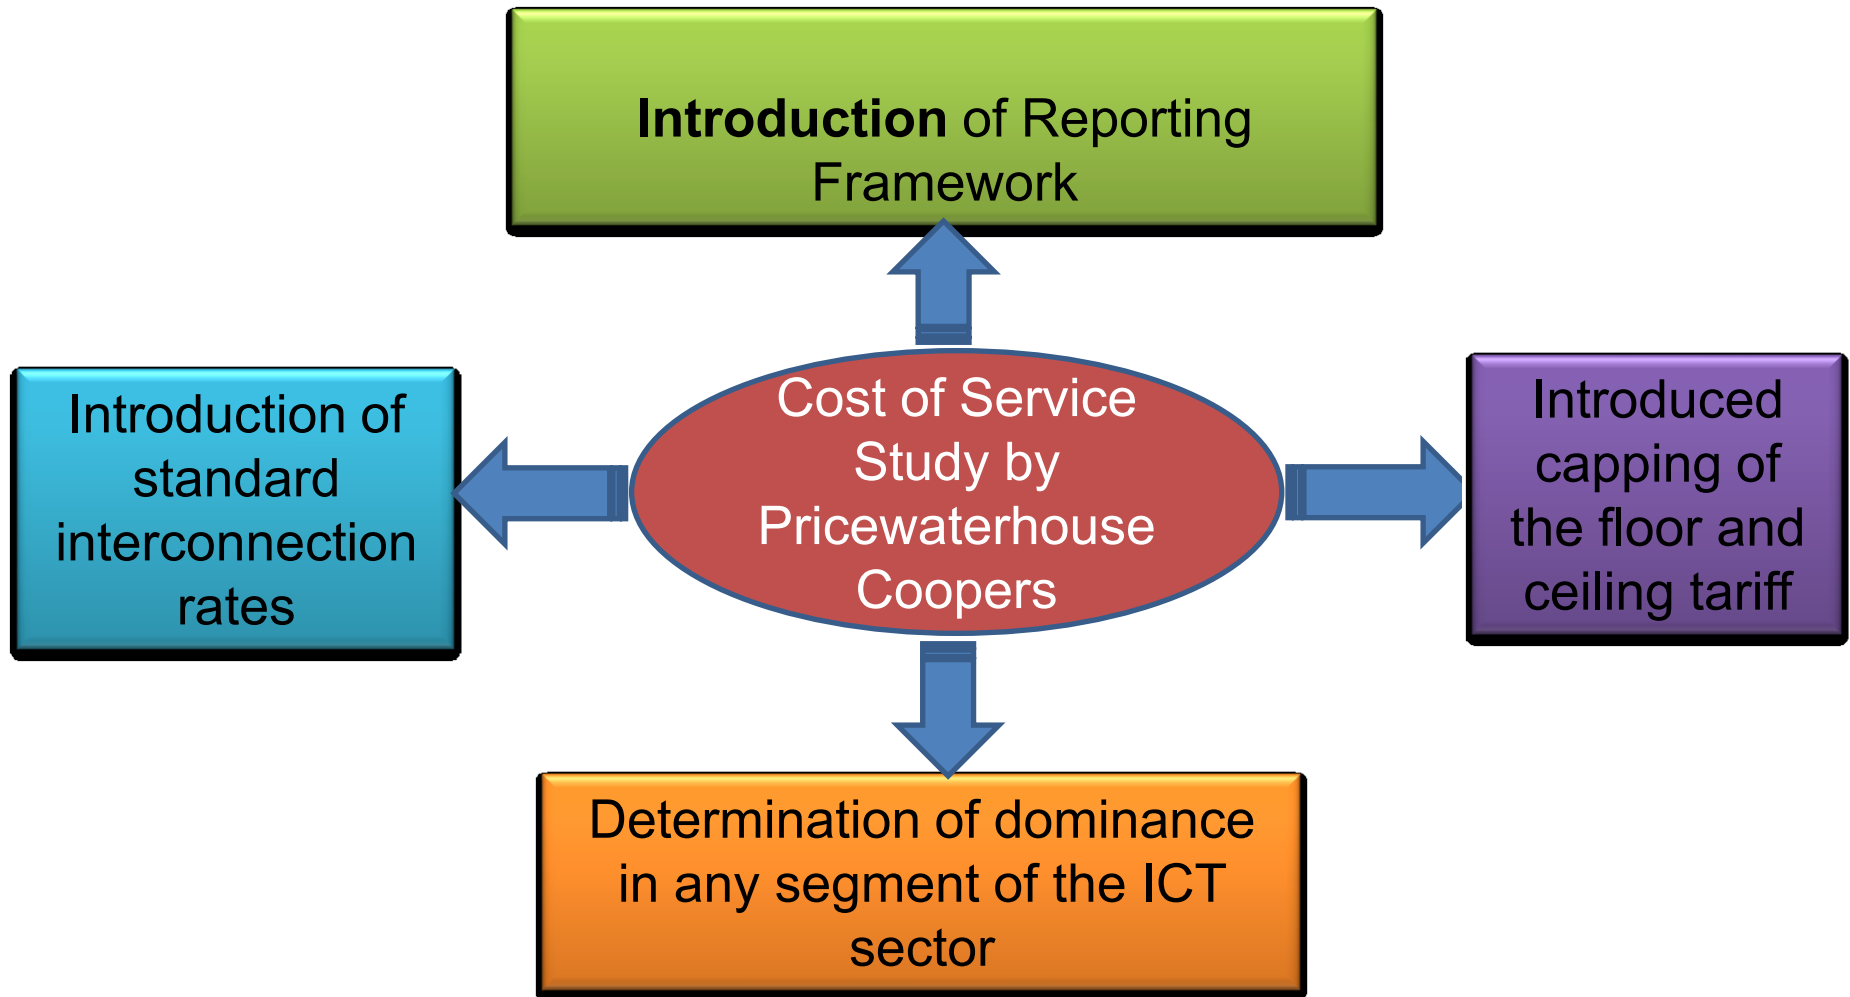 Introduction of Reporting
Framework
Introduction of
standard
interconnection
rates
Cost of Service
Study by
Pricewaterhouse
Coopers
Introduced
capping of
the floor and
ceiling tariff
Determination of dominance
in any segment of the ICT
sector